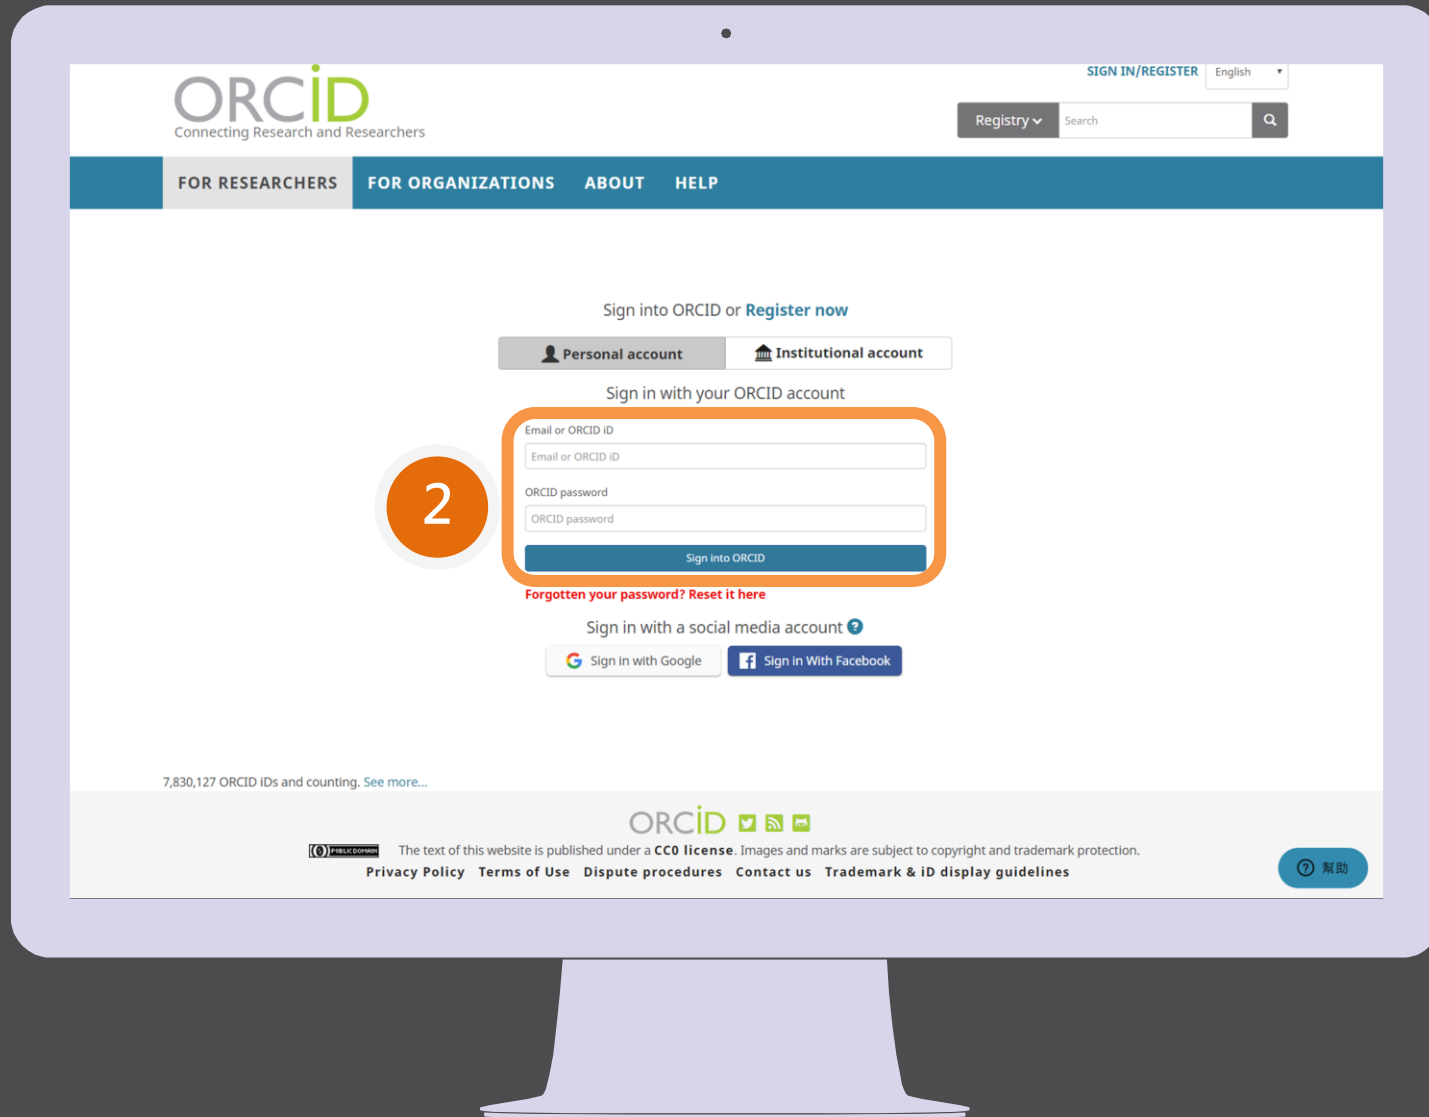 SIGN IN/REGISTER English
ORCiD
Connecting Research and Researchers
Registry Search
FOR RESEARCHERS FOR ORGANIZATIONS ABOUT HELP
Sign into ORCID or Register now
Personal account Institutional account
Sign in with your ORCID account
Email or ORCID iD
Email or ORCID iD
2
ORCID password
ORCID password
Sign into ORCID
Forgotten your password? Reset it here
Sign in with a social media account ?
G Sign in with Google f Sign in With Facebook
7,830,127 ORCID iDs and counting. See more...
ORCiD
PUBLIC DOMAIN The text of this website is published under a CC0 license. Images and marks are subject to copyright and trademark protection.
Privacy Policy Terms of Use Dispute procedures Contact us Trademark & iD display guidelines
? 幫助